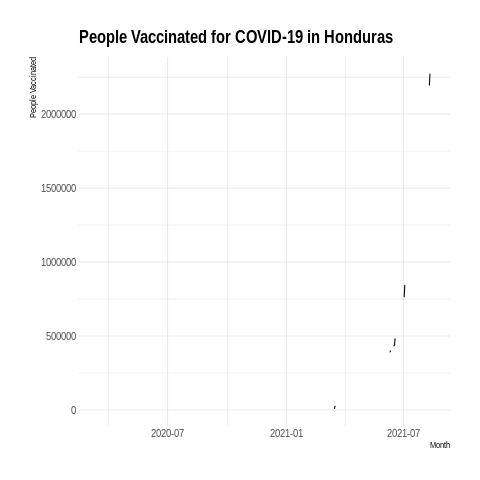 People Vaccinated for COVID-19 in Honduras
People Vaccinated
2000000
1500000
1000000
500000
0
2020-07 2021-01 2021-07
Month